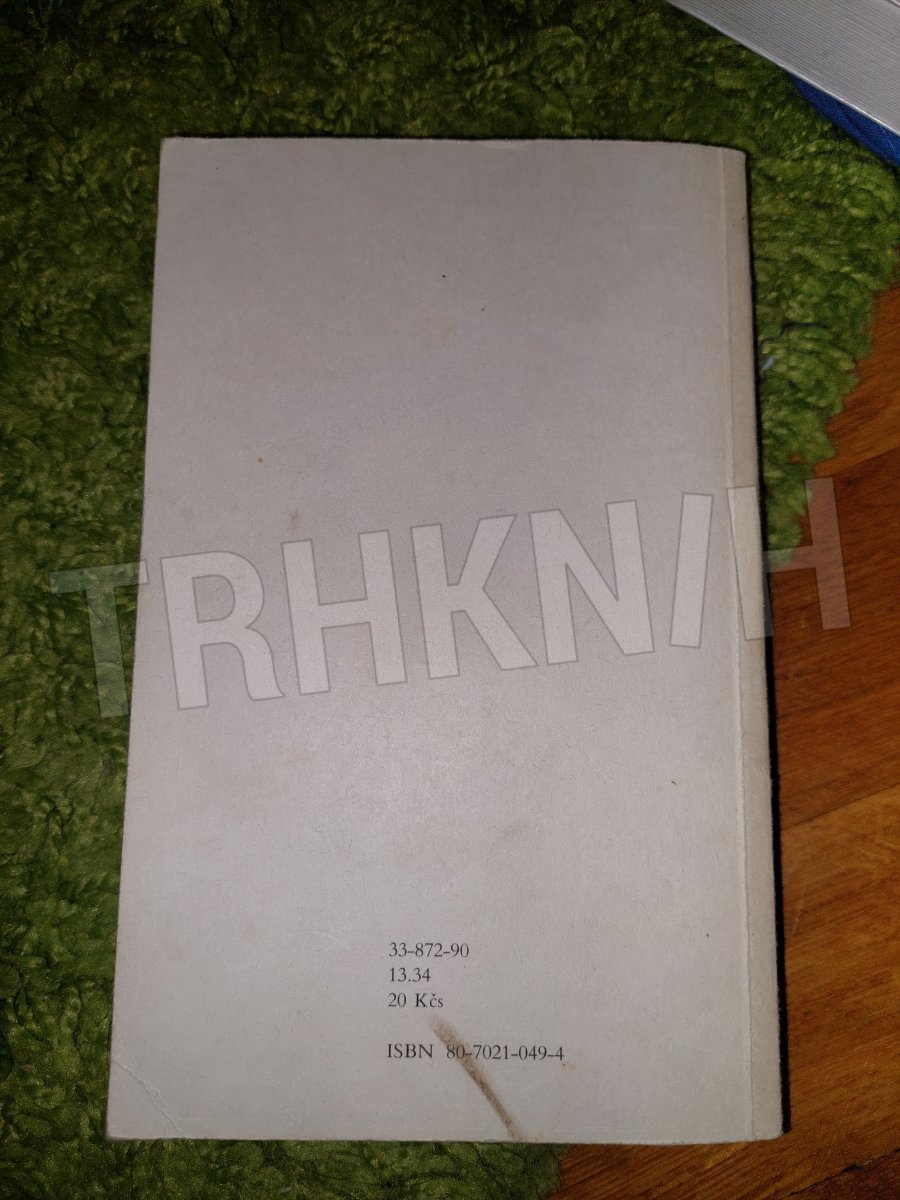 TRHKNIH
33-872-90
13.34
20 Kčs
ISBN 80-7021-049-4